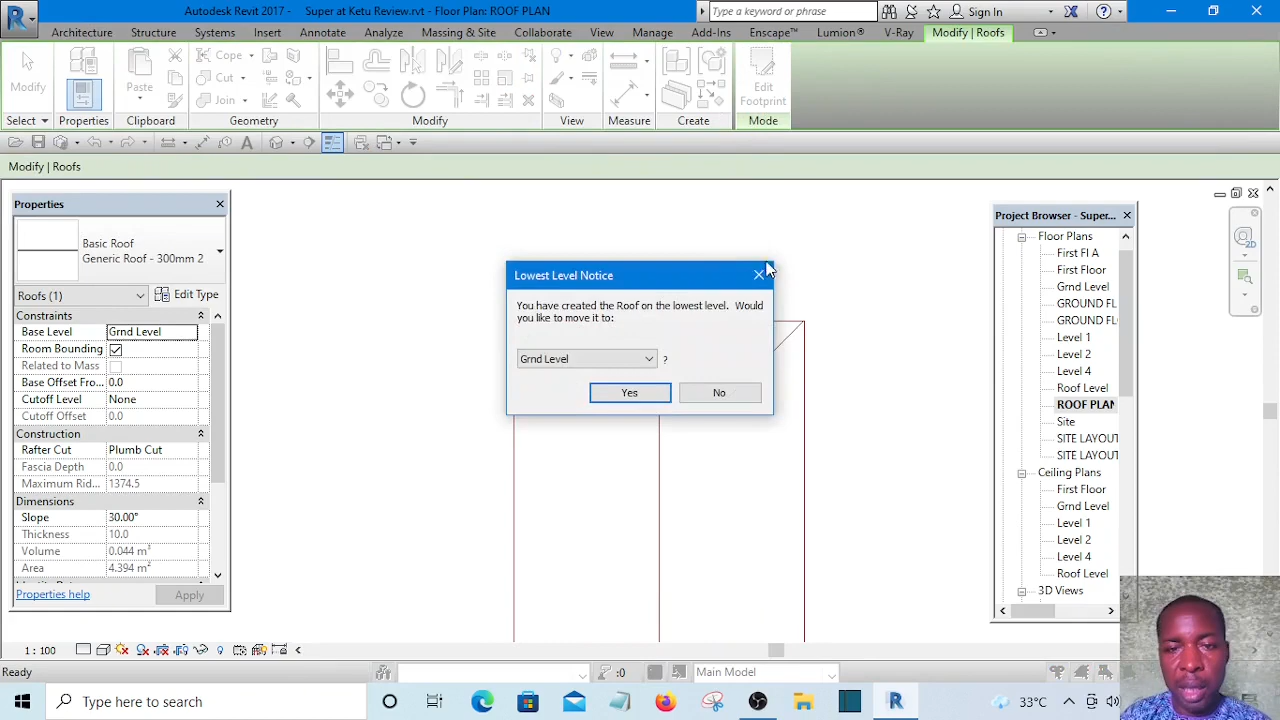 Autodesk Revit 2017 - Super at Ketu Review.rvt - Floor Plan: ROOF PLAN
Type a keyword or phrase
Sign In
Architecture Structure Systems Insert Annotate Analyze Massing & Site Collaborate View Manage Add-Ins Enscape™ Lumion® V-Ray Modify | Roofs
Modify
Paste
Cope
Cut
Join
Edit
Footprint
Select Properties Clipboard Geometry Modify View Measure Create Mode
Modify | Roofs
Properties
Basic Roof
Generic Roof - 300mm 2
Roofs (1)
Edit Type
Constraints
Base Level Grnd Level
Room Bounding
Related to Mass
Base Offset Fro 0.0
Cutoff Level None
Cutoff Offset 0.0
Construction
Rafter Cut Plumb Cut
Fascia Depth 0.0
Maximum Rid... 1374.5
Dimensions
Slope 30.00°
Thickness 10.0
Volume 0.044 m³
Area 4.394 m²
Properties help
Apply
Lowest Level Notice
You have created the Roof on the lowest level. Would
you like to move it to:
Grnd Level ?
Yes No
Project Browser - Super...
Floor Plans
First Fl A
First Floor
Grnd Level
GROUND FL
GROUND FL
Level 1
Level 2
Level 4
Roof Level
ROOF PLAN
Site
SITE LAYOUT
SITE LAYOUT
Ceiling Plans
First Floor
Grnd Level
Level 1
Level 2
Level 4
Roof Level
3D Views
2D
1 : 100
Ready
:0
Main Model
Type here to search
33°C